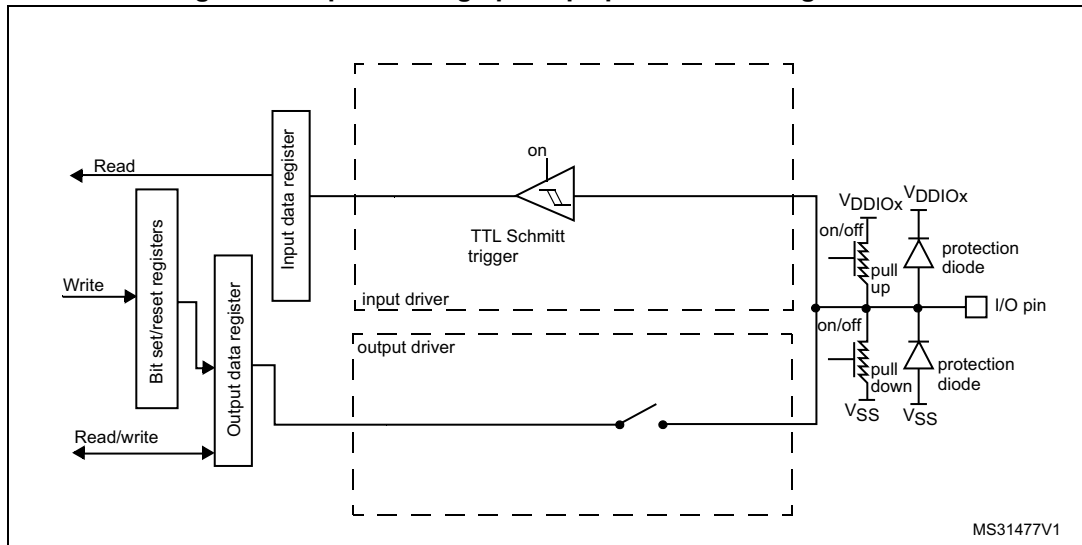 Read
Write
Read/write
Bit set/reset registers
Input data register
Output data register
on
TTL Schmitt
trigger
input driver
output driver
VDDIOx
VDDIOx
on/off
pull
up
protection
diode
I/O pin
on/off
pull
down
protection
diode
VSS
VSS
MS31477V1